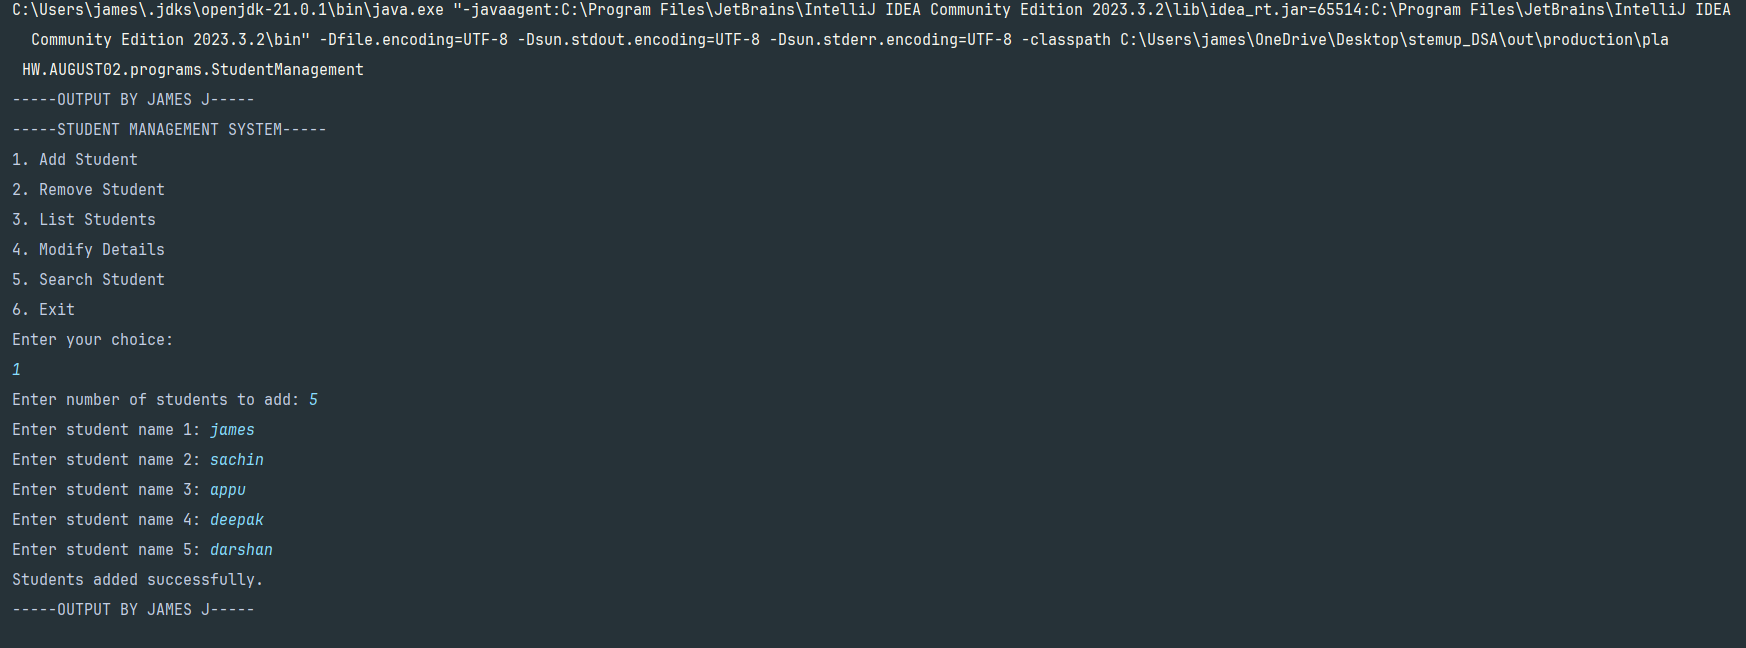 C:\Users\james\.jdks\openjdk-21.0.1\bin\java.exe "-javaagent:C:\Program Files\JetBrains\IntelliJ IDEA Community Edition 2023.3.2\lib\idea_rt.jar=65514:C:\Program Files\JetBrains\IntelliJ IDEA
Community Edition 2023.3.2\bin" -Dfile.encoding=UTF-8 -Dsun.stdout.encoding=UTF-8 -Dsun.stderr.encoding=UTF-8 -classpath C:\Users\james\OneDrive\Desktop\stemup_DSA\out\production\pla
HW.AUGUST02.programs.StudentManagement
-----OUTPUT BY JAMES J-----
-----STUDENT MANAGEMENT SYSTEM-----
1. Add Student
2. Remove Student
3. List Students
4. Modify Details
5. Search Student
6. Exit
Enter your choice:
1
Enter number of students to add: 5
Enter student name 1: james
Enter student name 2: sachin
Enter student name 3: appu
Enter student name 4: deepak
Enter student name 5: darshan
Students added successfully.
-----OUTPUT BY JAMES J-----